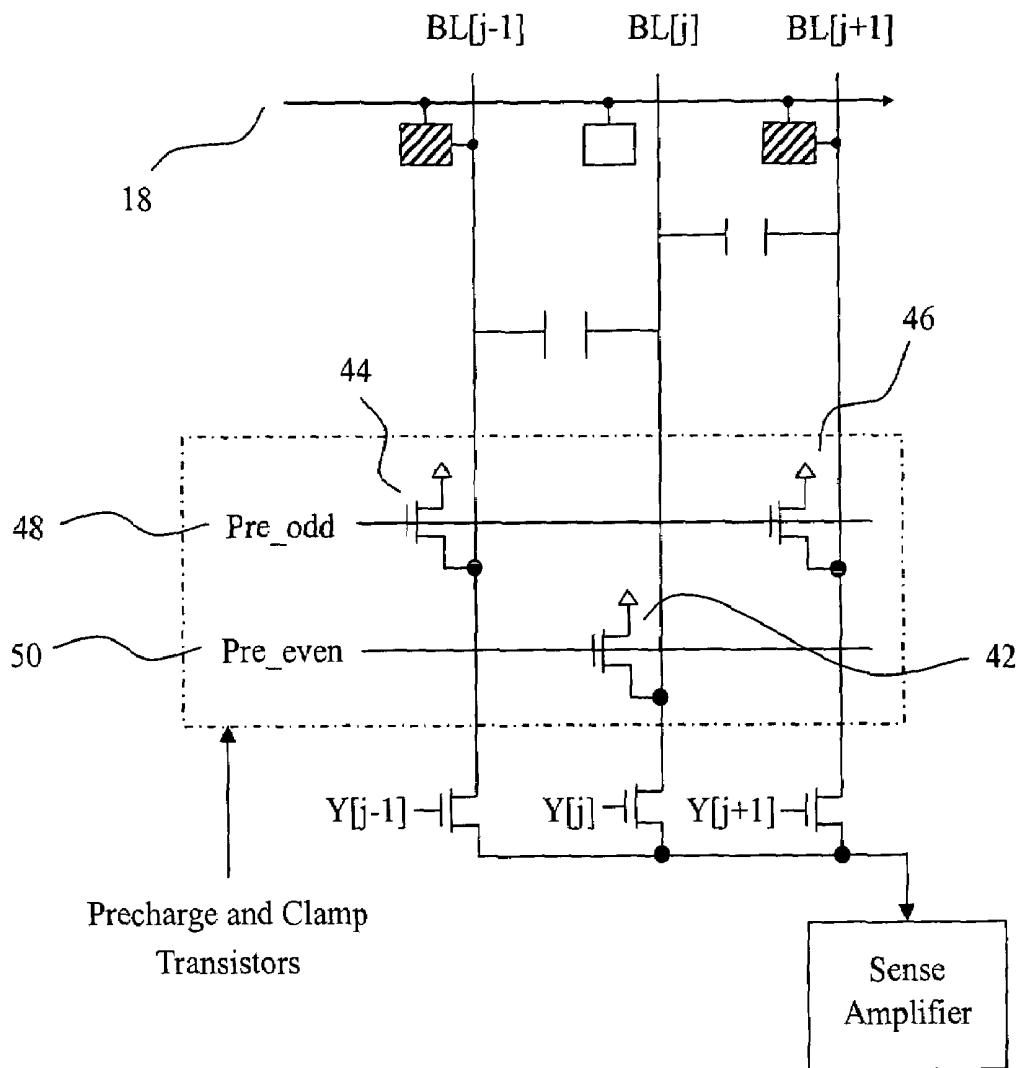 BL[j-1] BL[j] BL[j+1]
18
46
44
48 Pre_odd
50 Pre_even 42
Y[j-1] Y[j] Y[j+1]
Precharge and Clamp
Transistors
Sense
Amplifier